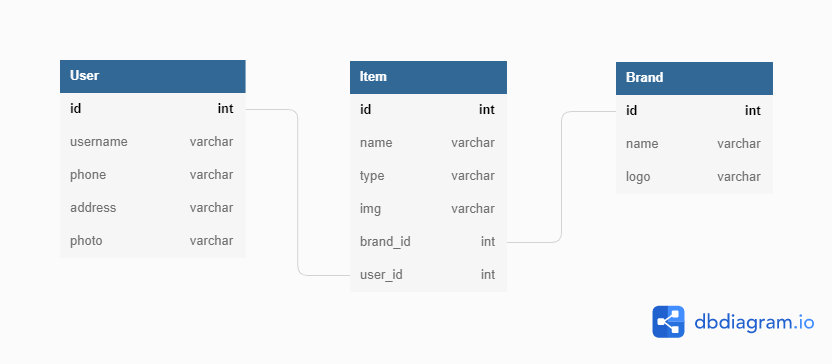 User
id int
username varchar
phone varchar
address varchar
photo varchar
Item
id int
name varchar
type varchar
img varchar
brand_id int
user_id int
Brand
id int
name varchar
logo varchar
dbdiagram.io